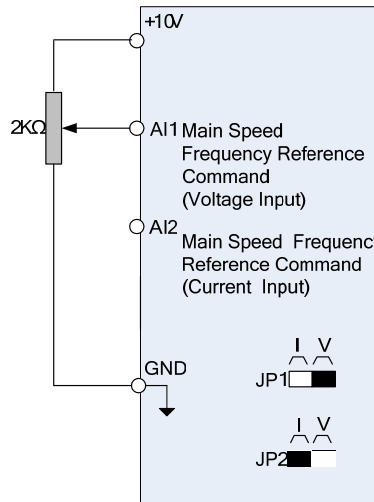 +10V
2KΩ
AI1 Main Speed
Frequency Reference
Command
(Voltage Input)
AI2
Main Speed Frequency
Reference Command
(Current Input)
GND
I V
JP1
I V
JP2